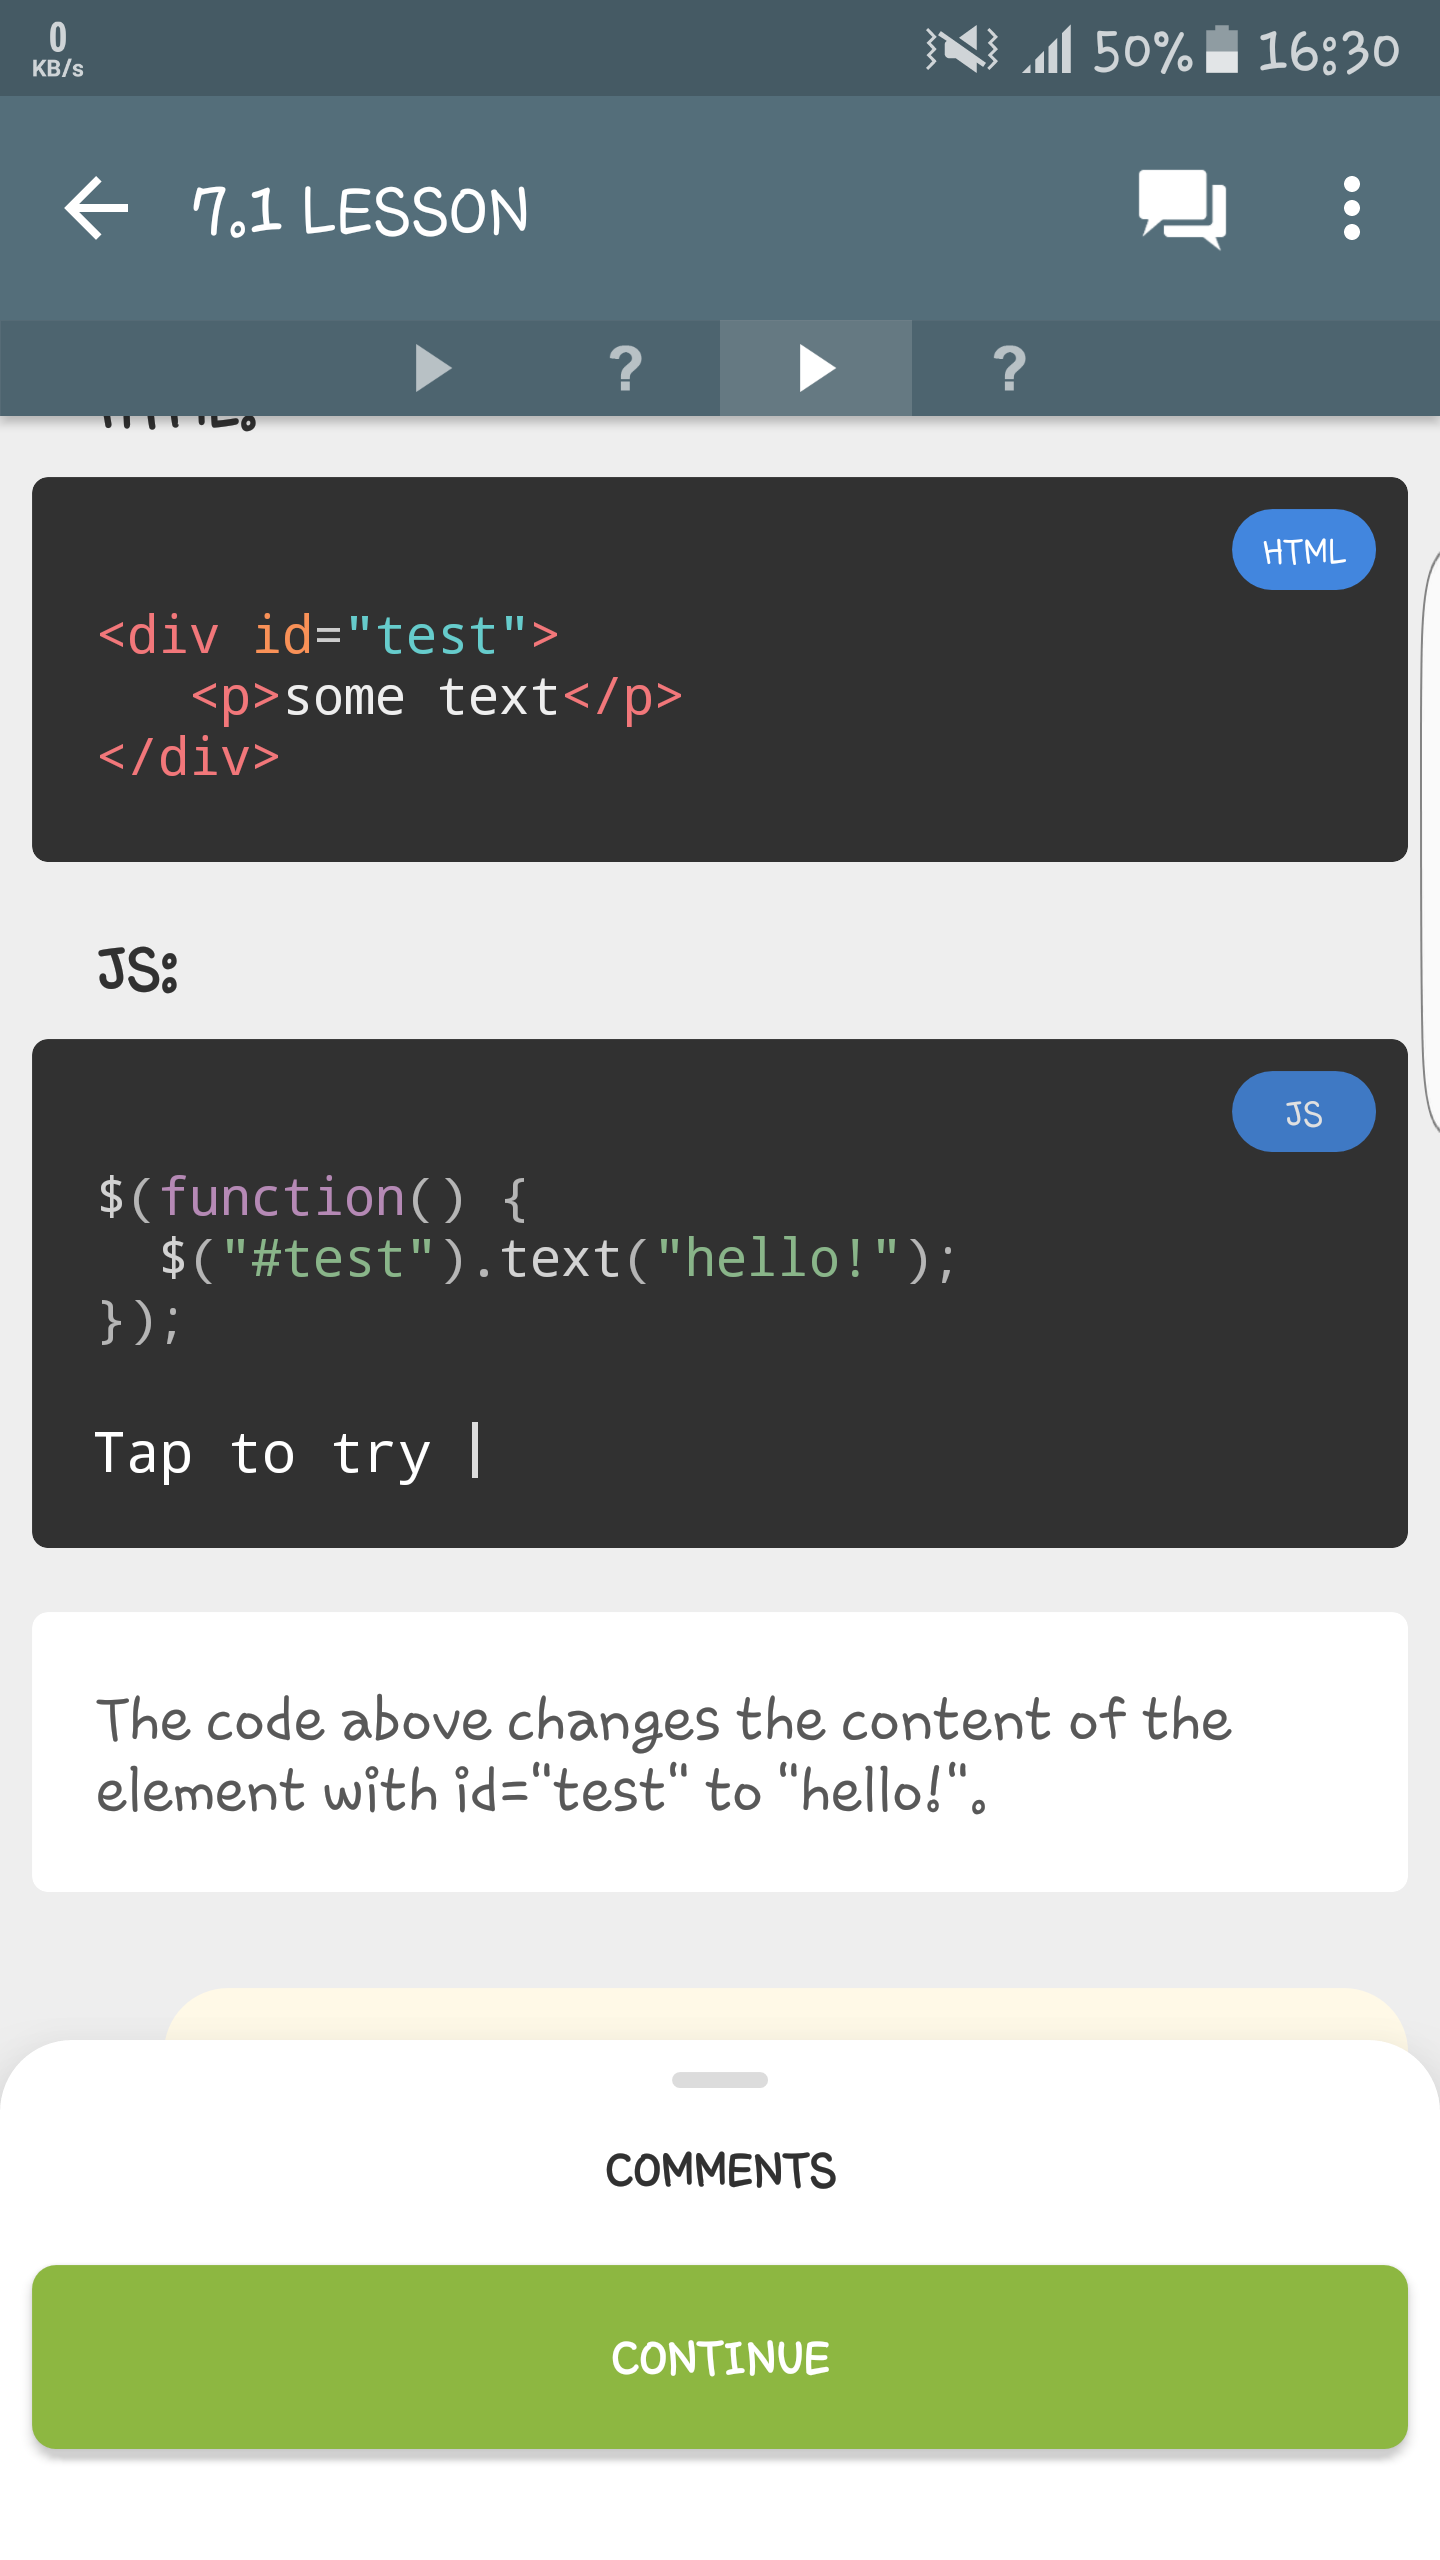 0
KB/s
50%
16:30
7.1 LESSON
?
?
HTML:
HTML
<div id="test">
   <p>some text</p>
</div>
JS:
JS
$(function() {
  $("#test").text("hello!");
});
Tap to try
The code above changes the content of the
element with id="test" to "hello!".
COMMENTS
CONTINUE